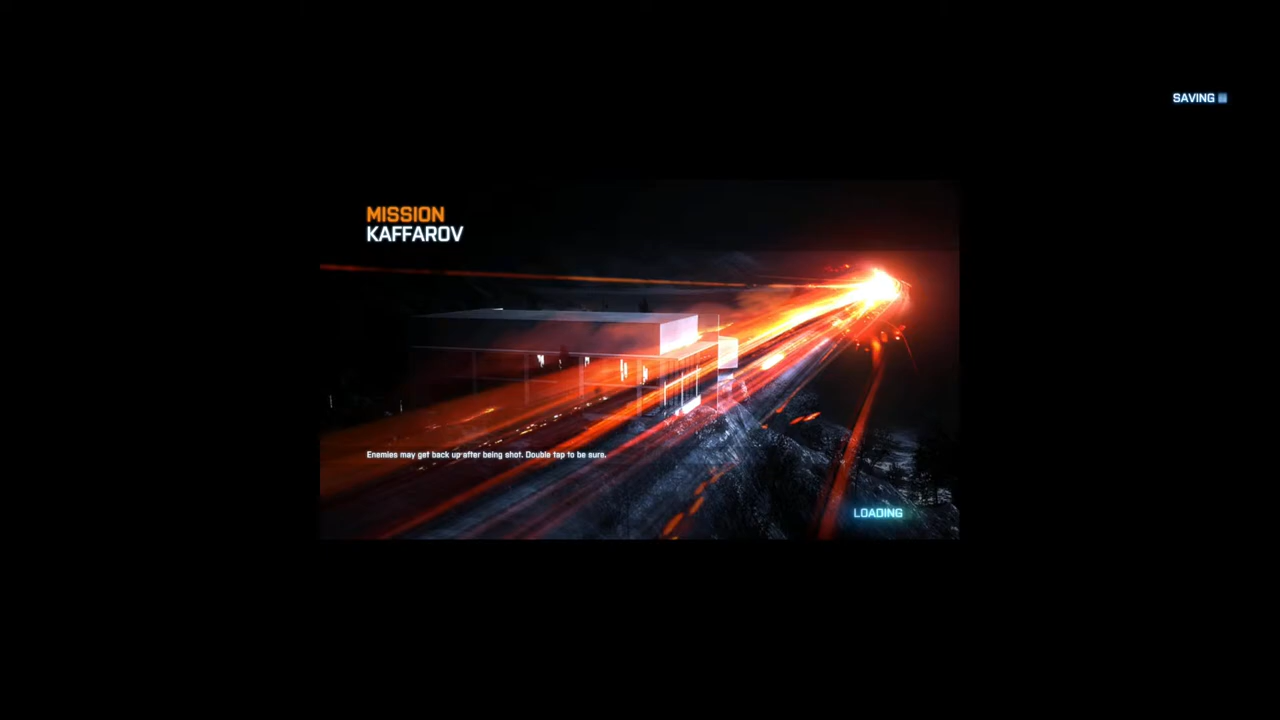 SAVING
MISSION
KAFFAROV
Enemies may get back up after being shot. Double tap to be sure.
LOADING